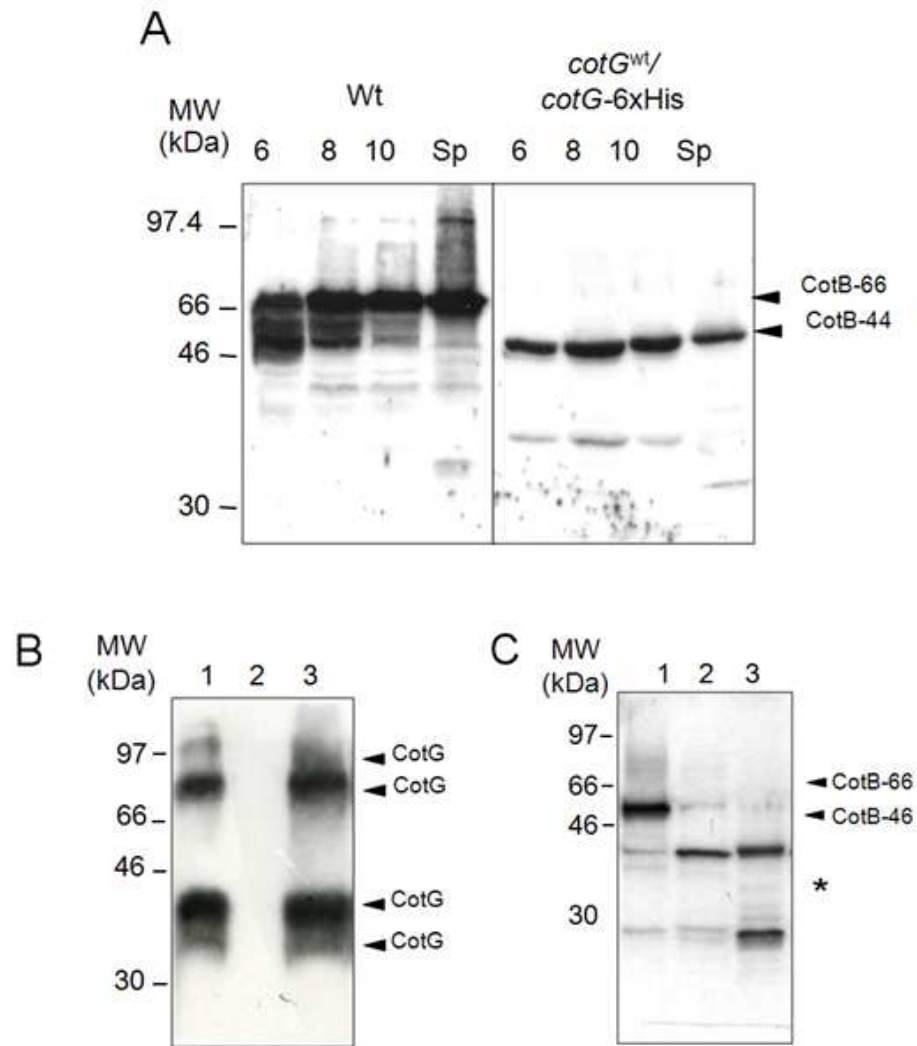 A
Wt
cotGwt/
cotG-6xHis
MW
(kDa)
6 8 10 Sp 6 8 10 Sp
97.4
66
46
30
CotB-66
CotB-44
B
MW
(kDa)
1 2 3
97
66
46
30
CotG
CotG
CotG
CotG
C
MW
(kDa)
1 2 3
97
66
46
30
CotB-66
CotB-46
*